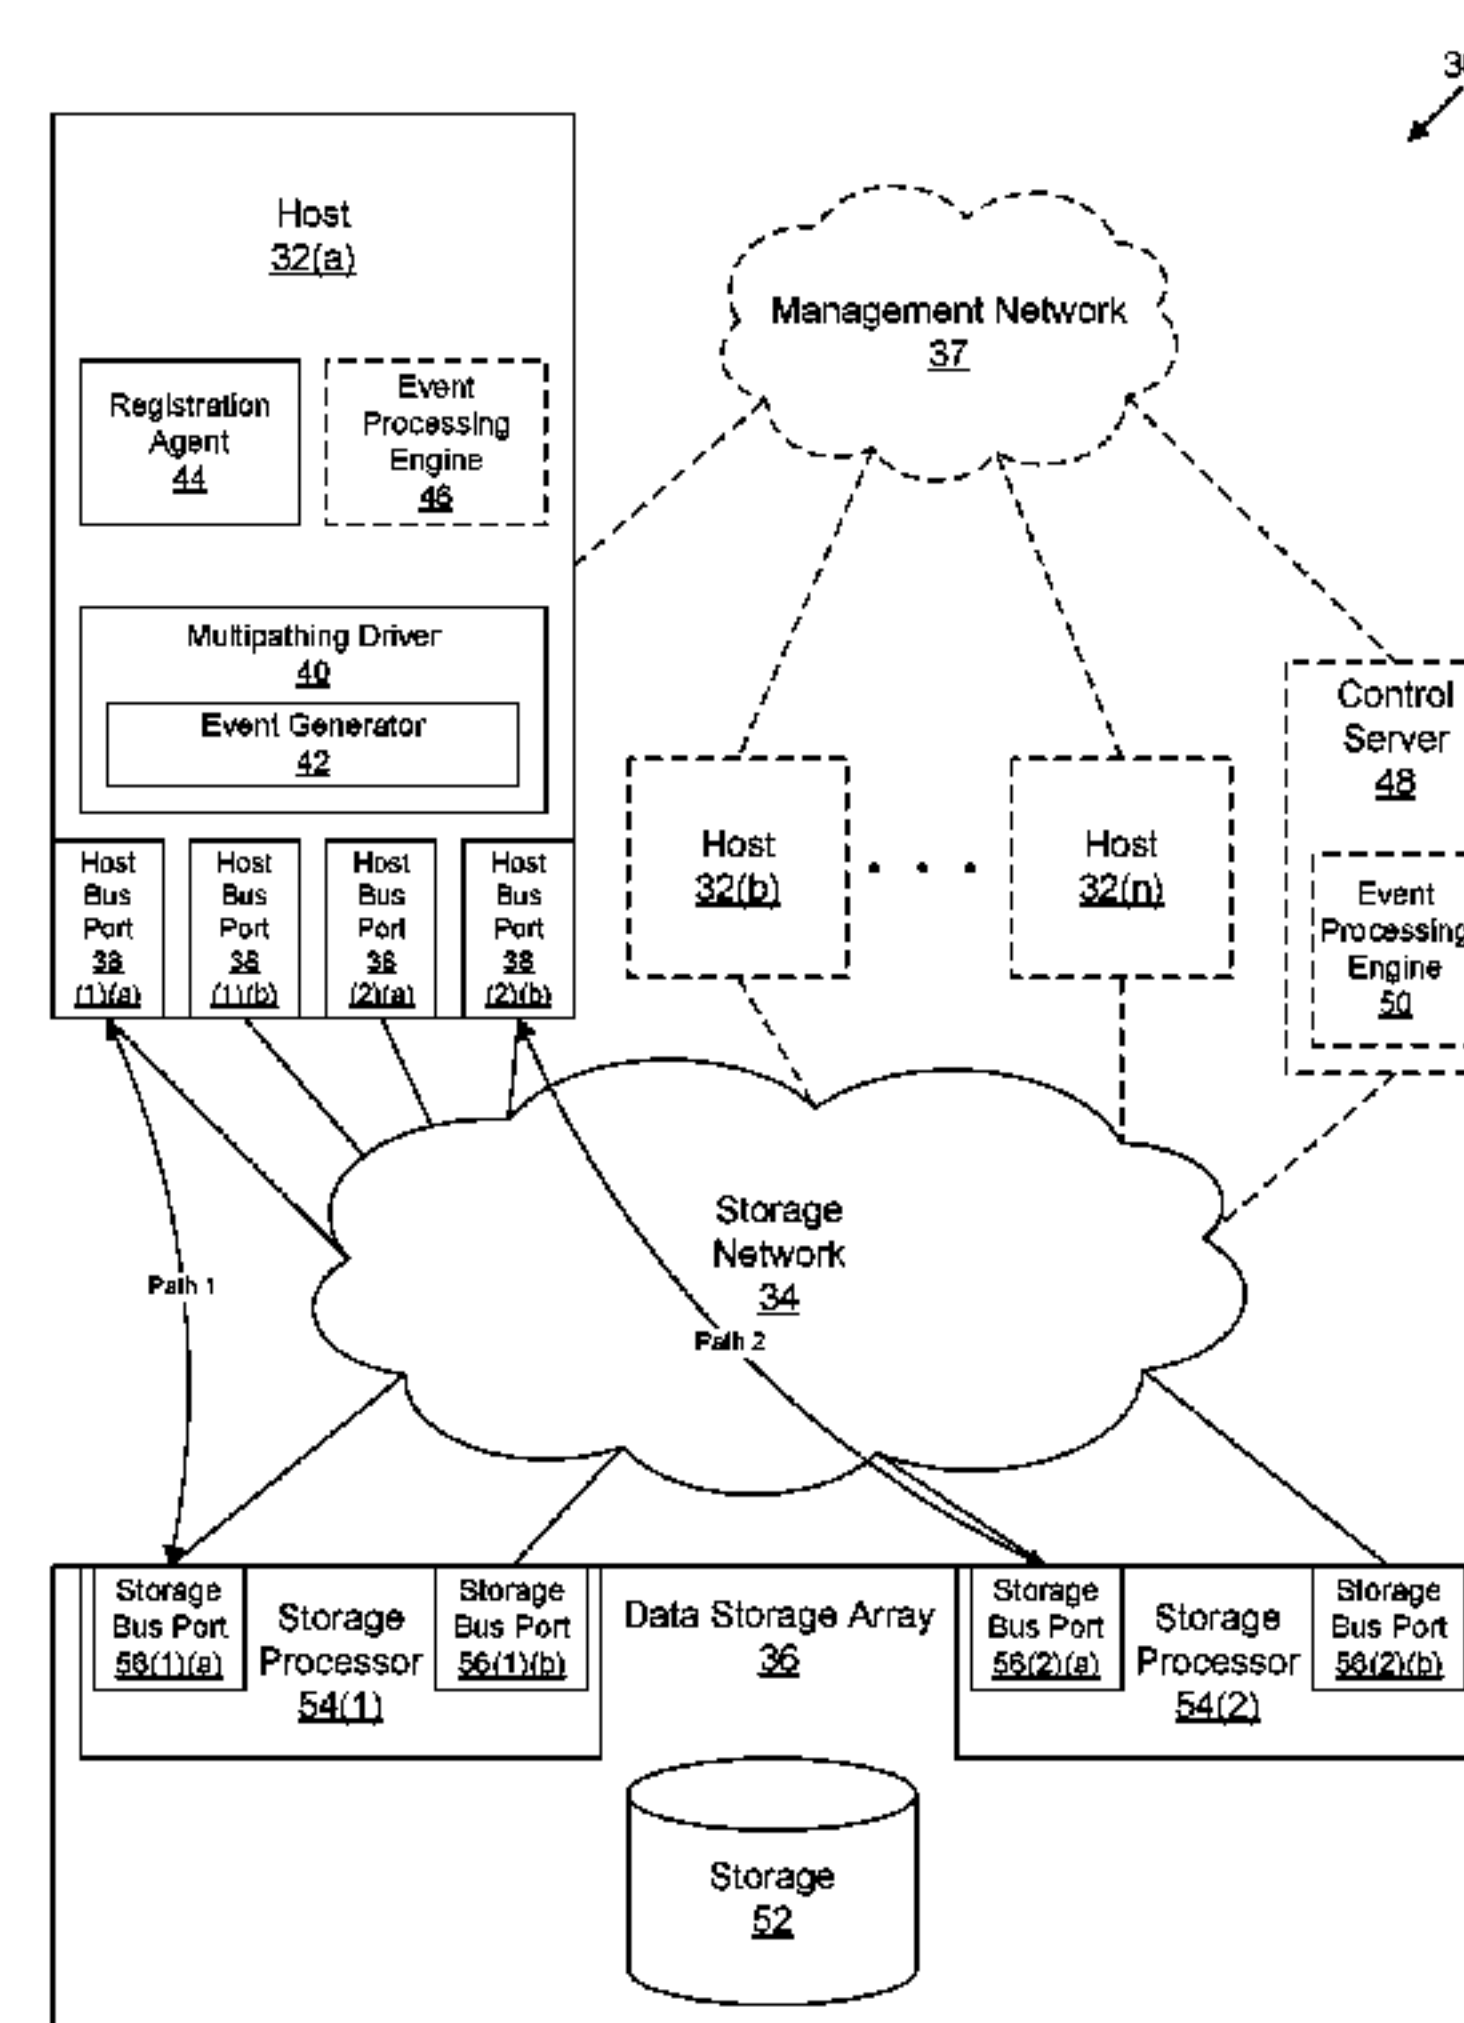 Host
32(a)
Management Network
37
Registration
Agent
44
Event
Processing
Engine
46
Multipathing Driver
40
Event Generator
42
Control
Server
48
Host
32(b)
. . .
Host
32(n)
Event
Processing
Engine
50
Host
Bus
Port
38
(1)(a)
Host
Bus
Port
38
(1)(b)
Host
Bus
Port
38
(2)(a)
Host
Bus
Port
38
(2)(b)
Storage
Network
34
Path 1
Path 2
Storage
Bus Port
56(1)(a)
Storage
Processor
54(1)
Storage
Bus Port
56(1)(b)
Data Storage Array
36
Storage
Bus Port
56(2)(a)
Storage
Processor
54(2)
Storage
Bus Port
56(2)(b)
Storage
52